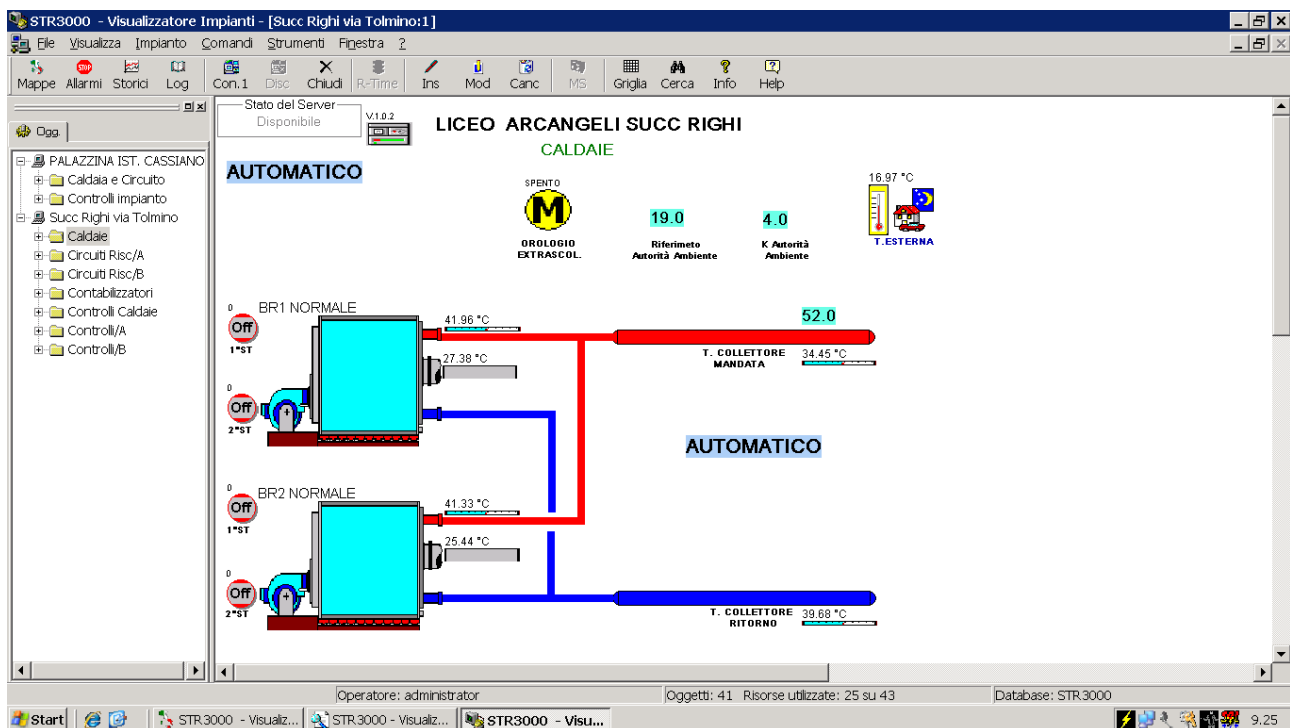 STR3000 - Visualizzatore Impianti - [Succ Righi via Tolmino:1]
File Visualizza Impianto Comandi Strumenti Finestra ?
Mappe Allarmi Storici Log Con.1 Disc Chiudi R-Time Ins Mod Canc MS Griglia Cerca Info Help
STOP
Ogg.
PALAZZINA IST. CASSIANO
Caldaia e Circuito
Controlli impianto
Succ Righi via Tolmino
Caldaie
Circuiti Risc/A
Circuiti Risc/B
Contabilizzatori
Controlli Caldaie
Controlli/A
Controlli/B
Stato del Server
Disponibile
V.1.0.2
LICEO ARCANGELI SUCC RIGHI
CALDAIE
AUTOMATICO
SPENTO
M
OROLOGIO
EXTRASCOL.
19.0
Riferimeto
Autorità Ambiente
4.0
K Autorità
Ambiente
16.97 °C
T.ESTERNA
0
BR1 NORMALE
Off
1°ST
41.96 °C
27.38 °C
0
Off
2°ST
52.0
T. COLLETTORE
MANDATA
34.45 °C
AUTOMATICO
0
BR2 NORMALE
Off
1°ST
41.33 °C
25.44 °C
0
Off
2°ST
T. COLLETTORE
RITORNO
39.68 °C
Operatore: administrator
Oggetti: 41 Risorse utilizzate: 25 su 43
Database: STR3000
Start
STR3000 - Visualiz...
STR3000 - Visualiz...
STR3000 - Visu...
9.25